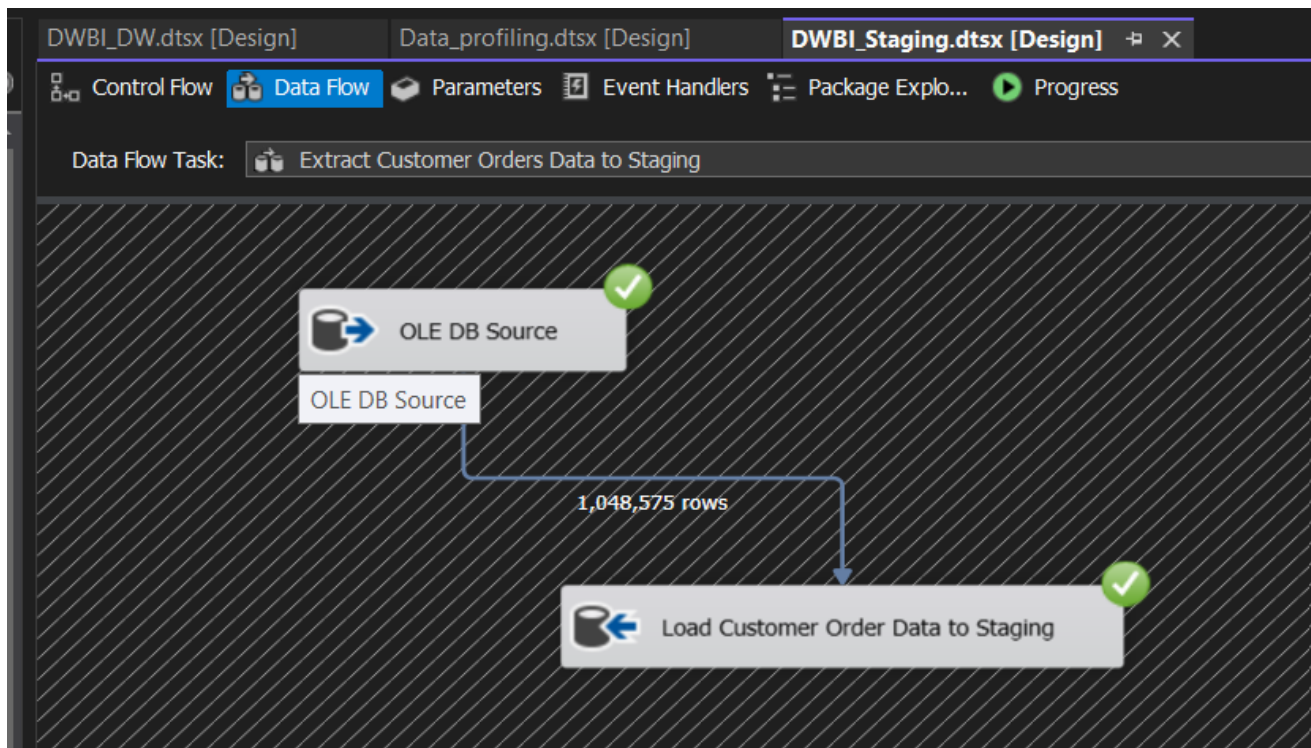 DWBI_DW.dtsx [Design] Data_profiling.dtsx [Design] DWBI_Staging.dtsx [Design]
Control Flow Data Flow Parameters Event Handlers Package Explo... Progress
Data Flow Task: Extract Customer Orders Data to Staging
OLE DB Source
OLE DB Source
1,048,575 rows
Load Customer Order Data to Staging